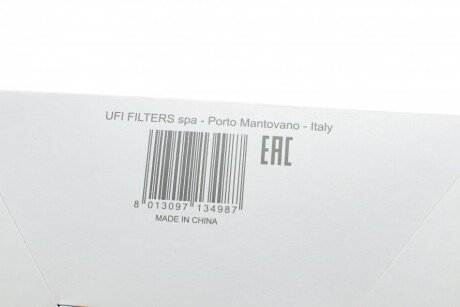 UFI FILTERS spa - Porto Mantovano - Italy
EAC
8 013097 134987
MADE IN CHINA